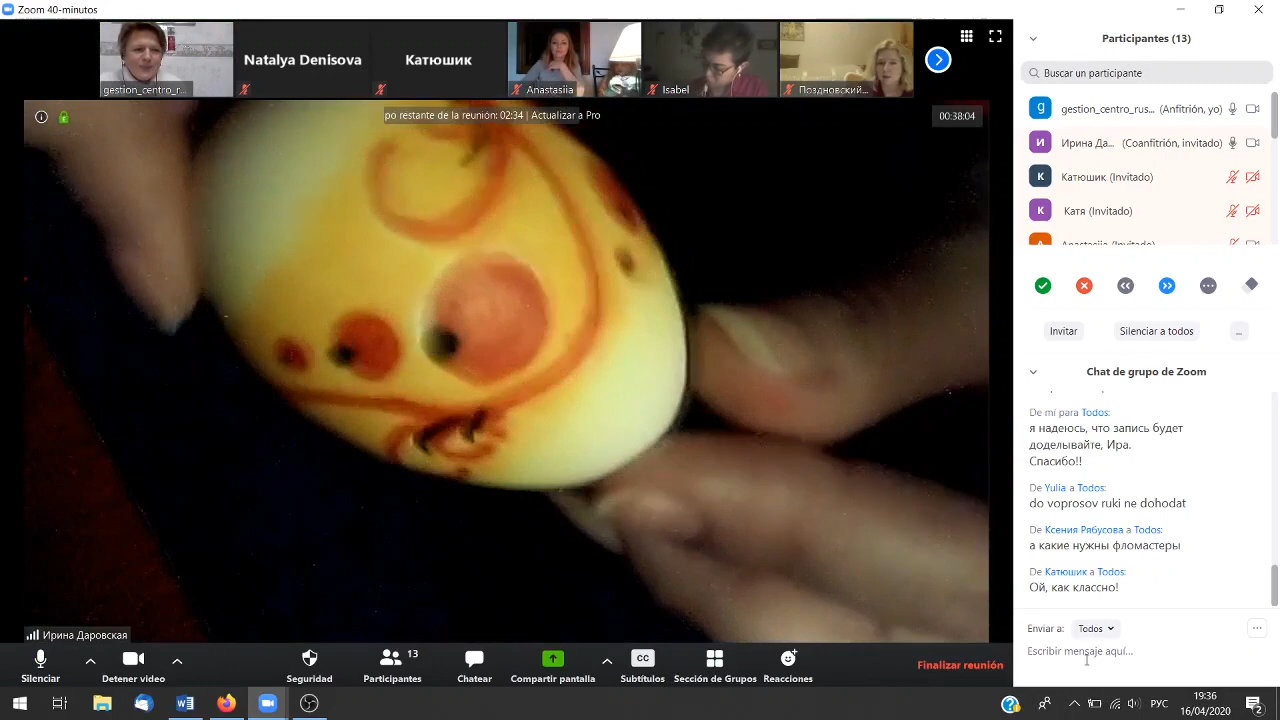 Zoom 40-minutos
gestion_centro_r...
Natalya Denisova
Катюшик
Anastasiia
Isabel
Поздновский...
po restante de la reunión: 02:34 | Actualizar a Pro
00:38:04
Ирина Даровская
Participantes (13)
Buscar un participante
g gestion_centro_rus... (Anfitrión, yo)
И Ирина Да... (Coanfitrión, invitado)
К Катюшик (Invitado)
К Катя (Invitado)
Invitar
Silenciar a todos
...
Chat de grupo de Zoom
De mí para Todos:
я надеюсь, что запись будет
доделывайте, Ира.
Спасибо!!
De Yulia a Todos:
do voprosov ruki ne dohodat
De Ксения Рябусова a Todos:
а какие нужны фломастеры
De Катюшик a Todos:
Ой, как классно!
Enviar a: Todos
Escribir mensaje aquí...
Silenciar
Detener video
Seguridad
13
Participantes
Chatear
Compartir pantalla
CC
Subtítulos
Sección de Grupos
Reacciones
Finalizar reunión
РУС
19:36
16/04/2020
2